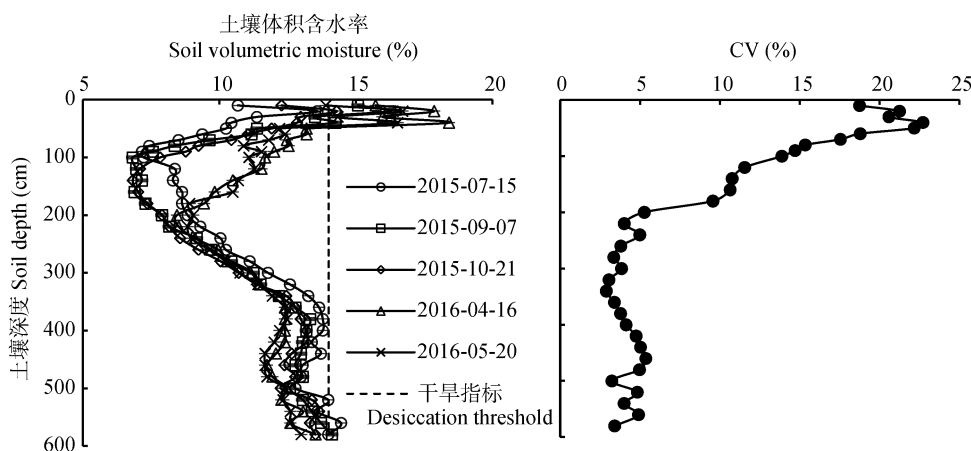 土壤体积含水率
Soil volumetric moisture (%)
CV (%)
5 10 15 20
0 5 10 15 20 25
0
100
200
300
400
500
600
土壤深度 Soil depth (cm)
2015-07-15
2015-09-07
2015-10-21
2016-04-16
2016-05-20
干旱指标
Desiccation threshold